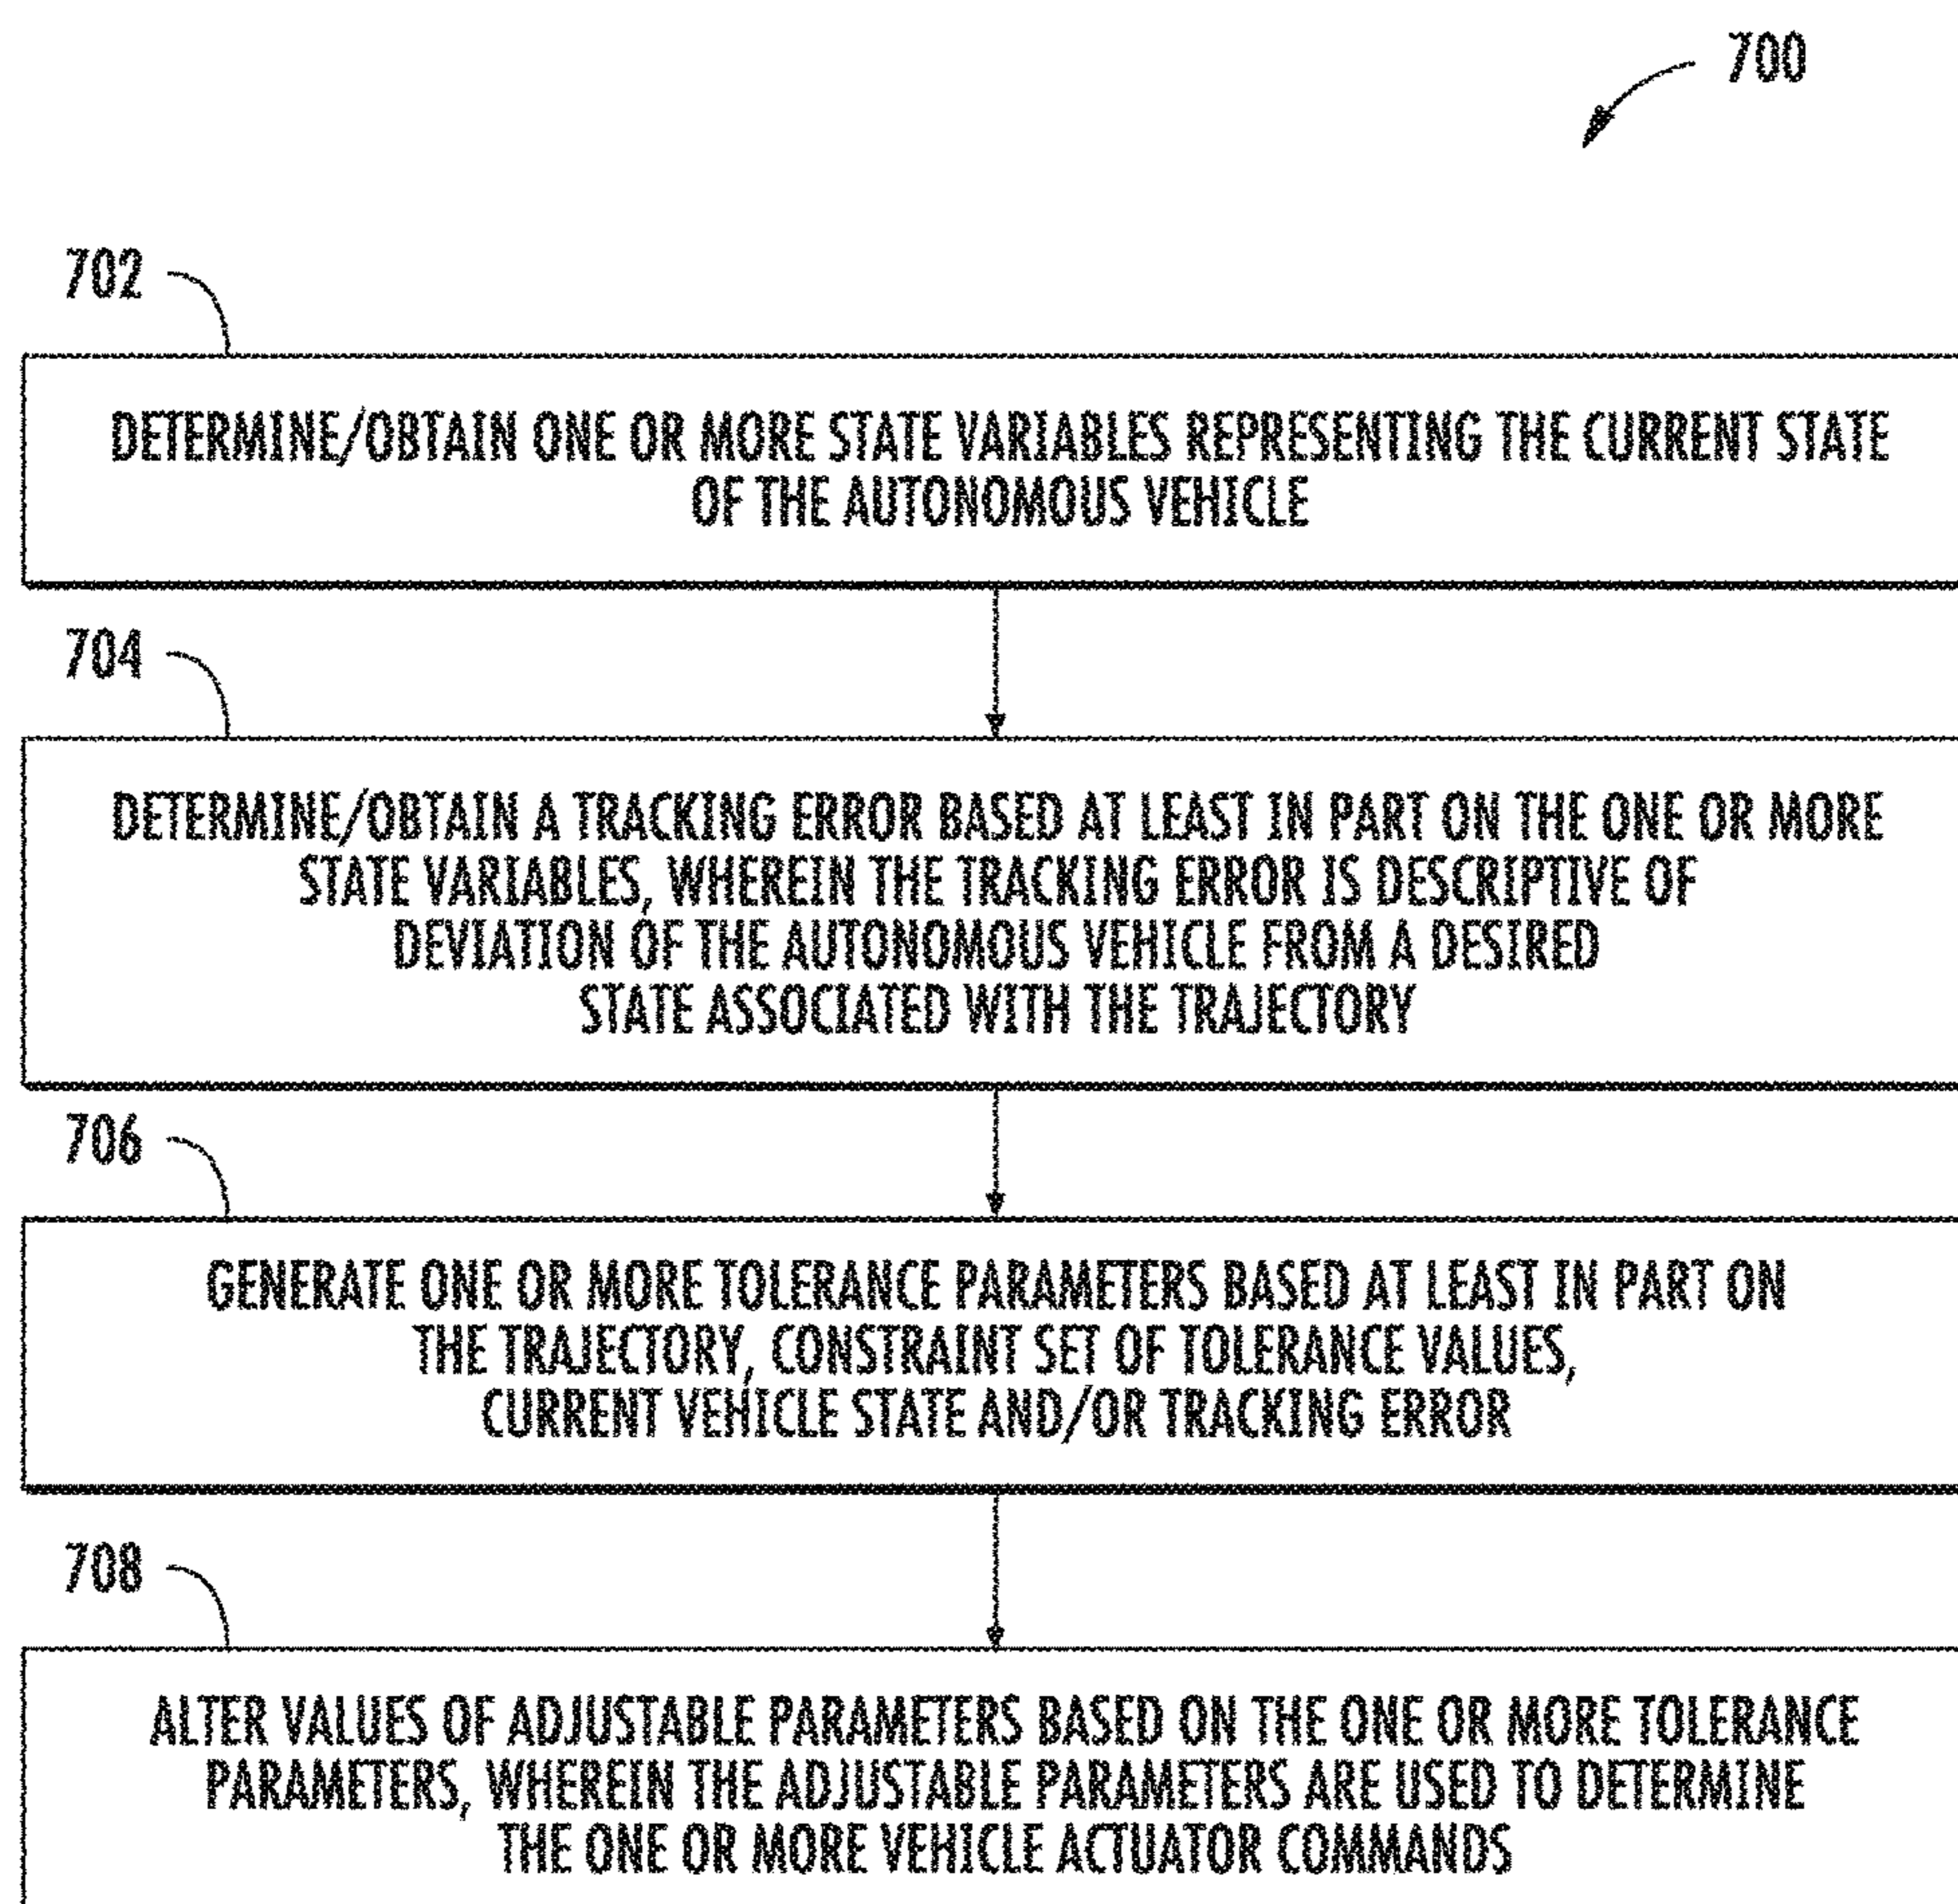 700
702
DETERMINE/OBTAIN ONE OR MORE STATE VARIABLES REPRESENTING THE CURRENT STATE
OF THE AUTONOMOUS VEHICLE
704
DETERMINE/OBTAIN A TRACKING ERROR BASED AT LEAST IN PART ON THE ONE OR MORE
STATE VARIABLES, WHEREIN THE TRACKING ERROR IS DESCRIPTIVE OF
DEVIATION OF THE AUTONOMOUS VEHICLE FROM A DESIRED
STATE ASSOCIATED WITH THE TRAJECTORY
706
GENERATE ONE OR MORE TOLERANCE PARAMETERS BASED AT LEAST IN PART ON
THE TRAJECTORY, CONSTRAINT SET OF TOLERANCE VALUES,
CURRENT VEHICLE STATE AND/OR TRACKING ERROR
708
ALTER VALUES OF ADJUSTABLE PARAMETERS BASED ON THE ONE OR MORE TOLERANCE
PARAMETERS, WHEREIN THE ADJUSTABLE PARAMETERS ARE USED TO DETERMINE
THE ONE OR MORE VEHICLE ACTUATOR COMMANDS